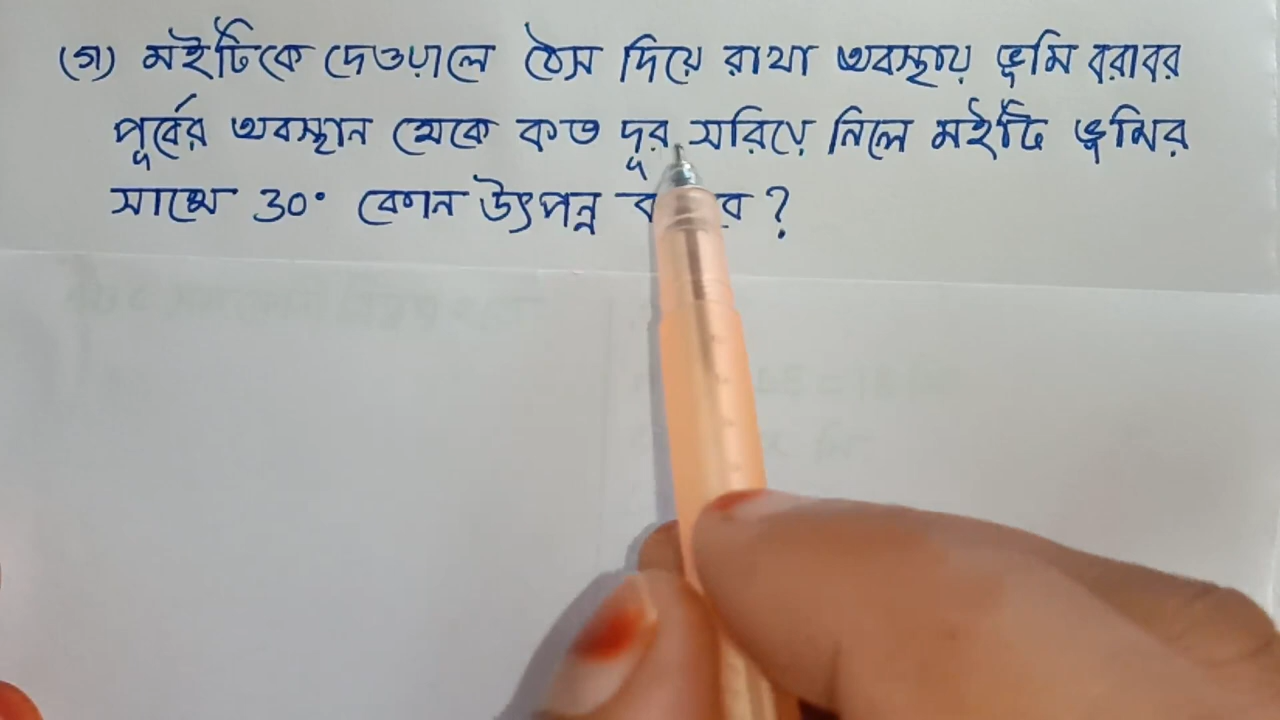 (গ) মইটিকে দেওয়ালে ঠেস দিয়ে রাখা অবস্থায় ভূমি বরাবর
পূর্বের অবস্থান থেকে কত দূর সরিয়ে নিলে মইটি ভূমির
সাথে 30° কোন উৎপন্ন ?